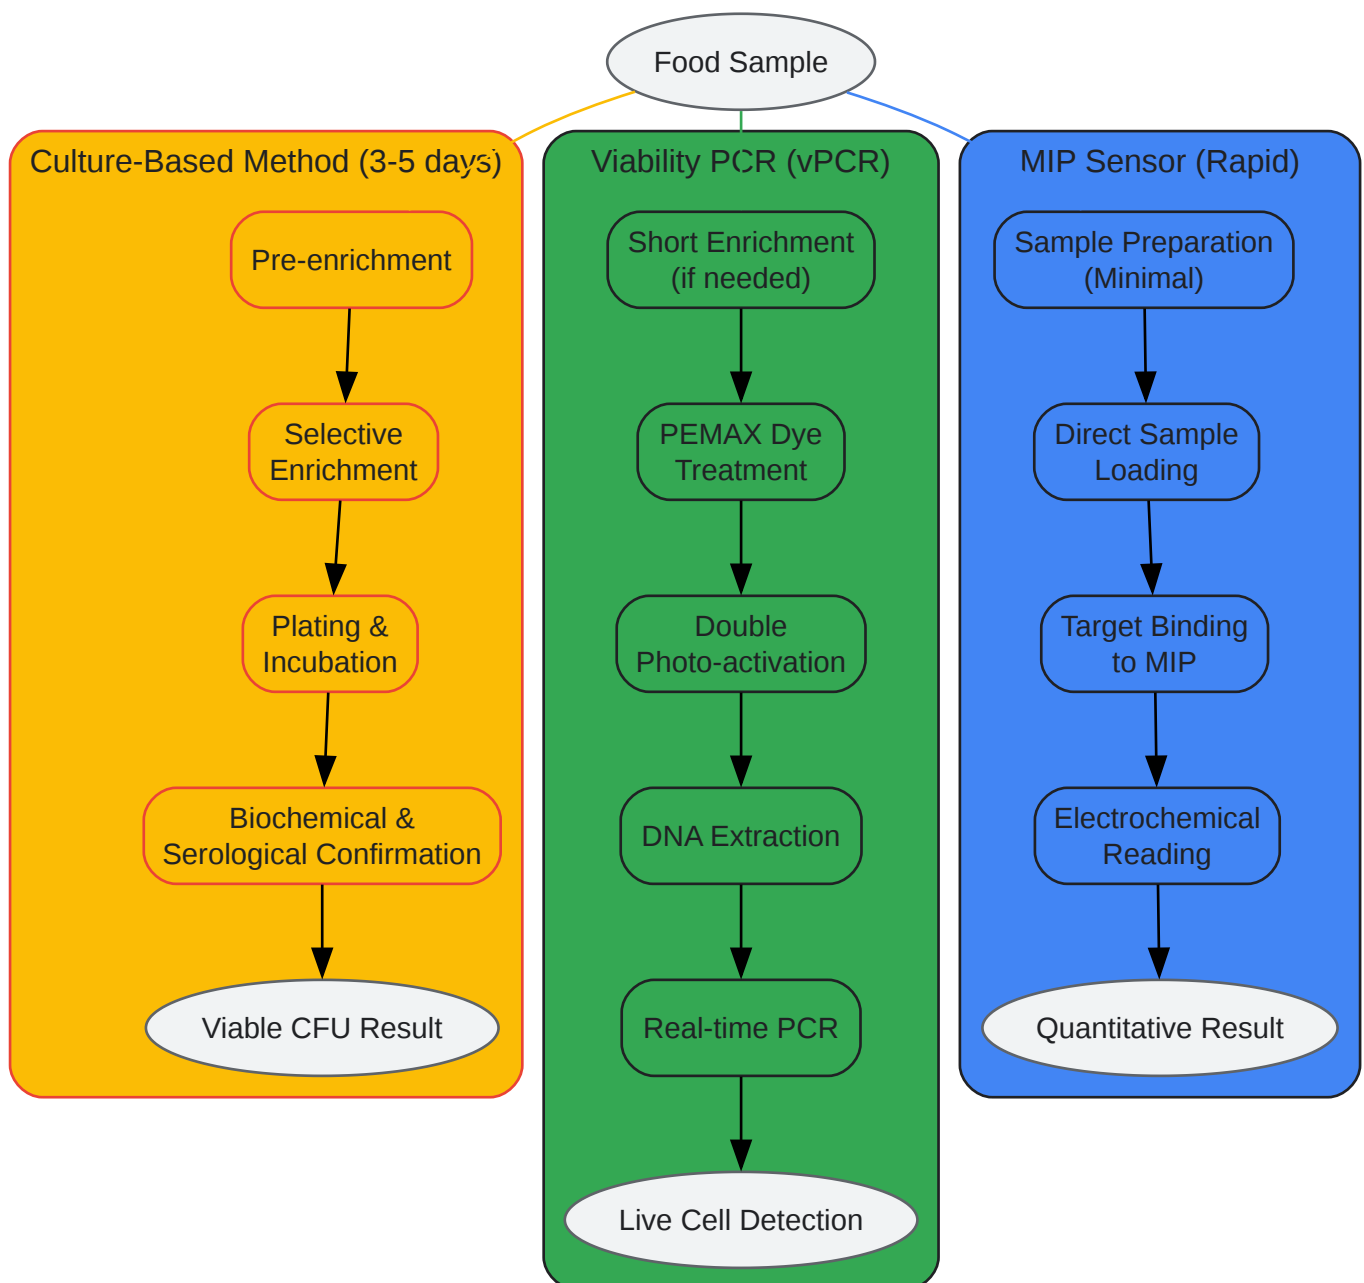 Food Sample
Culture-Based Method (3-5 days)
Pre-enrichment
Selective
Enrichment
Plating &
Incubation
Biochemical &
Serological Confirmation
Viable CFU Result
Viability PCR (vPCR)
Short Enrichment
(if needed)
PEMAX Dye
Treatment
Double
Photo-activation
DNA Extraction
Real-time PCR
Live Cell Detection
MIP Sensor (Rapid)
Sample Preparation
(Minimal)
Direct Sample
Loading
Target Binding
to MIP
Electrochemical
Reading
Quantitative Result